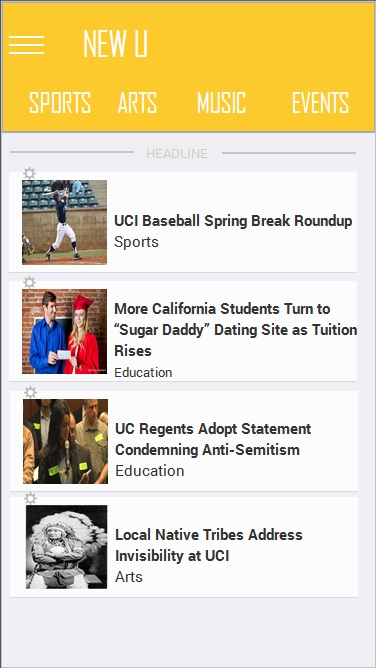 NEW U
SPORTS ARTS MUSIC EVENTS
HEADLINE
UCI Baseball Spring Break Roundup
Sports
More California Students Turn to
“Sugar Daddy” Dating Site as Tuition
Rises
Education
UC Regents Adopt Statement
Condemning Anti-Semitism
Education
Local Native Tribes Address
Invisibility at UCI
Arts